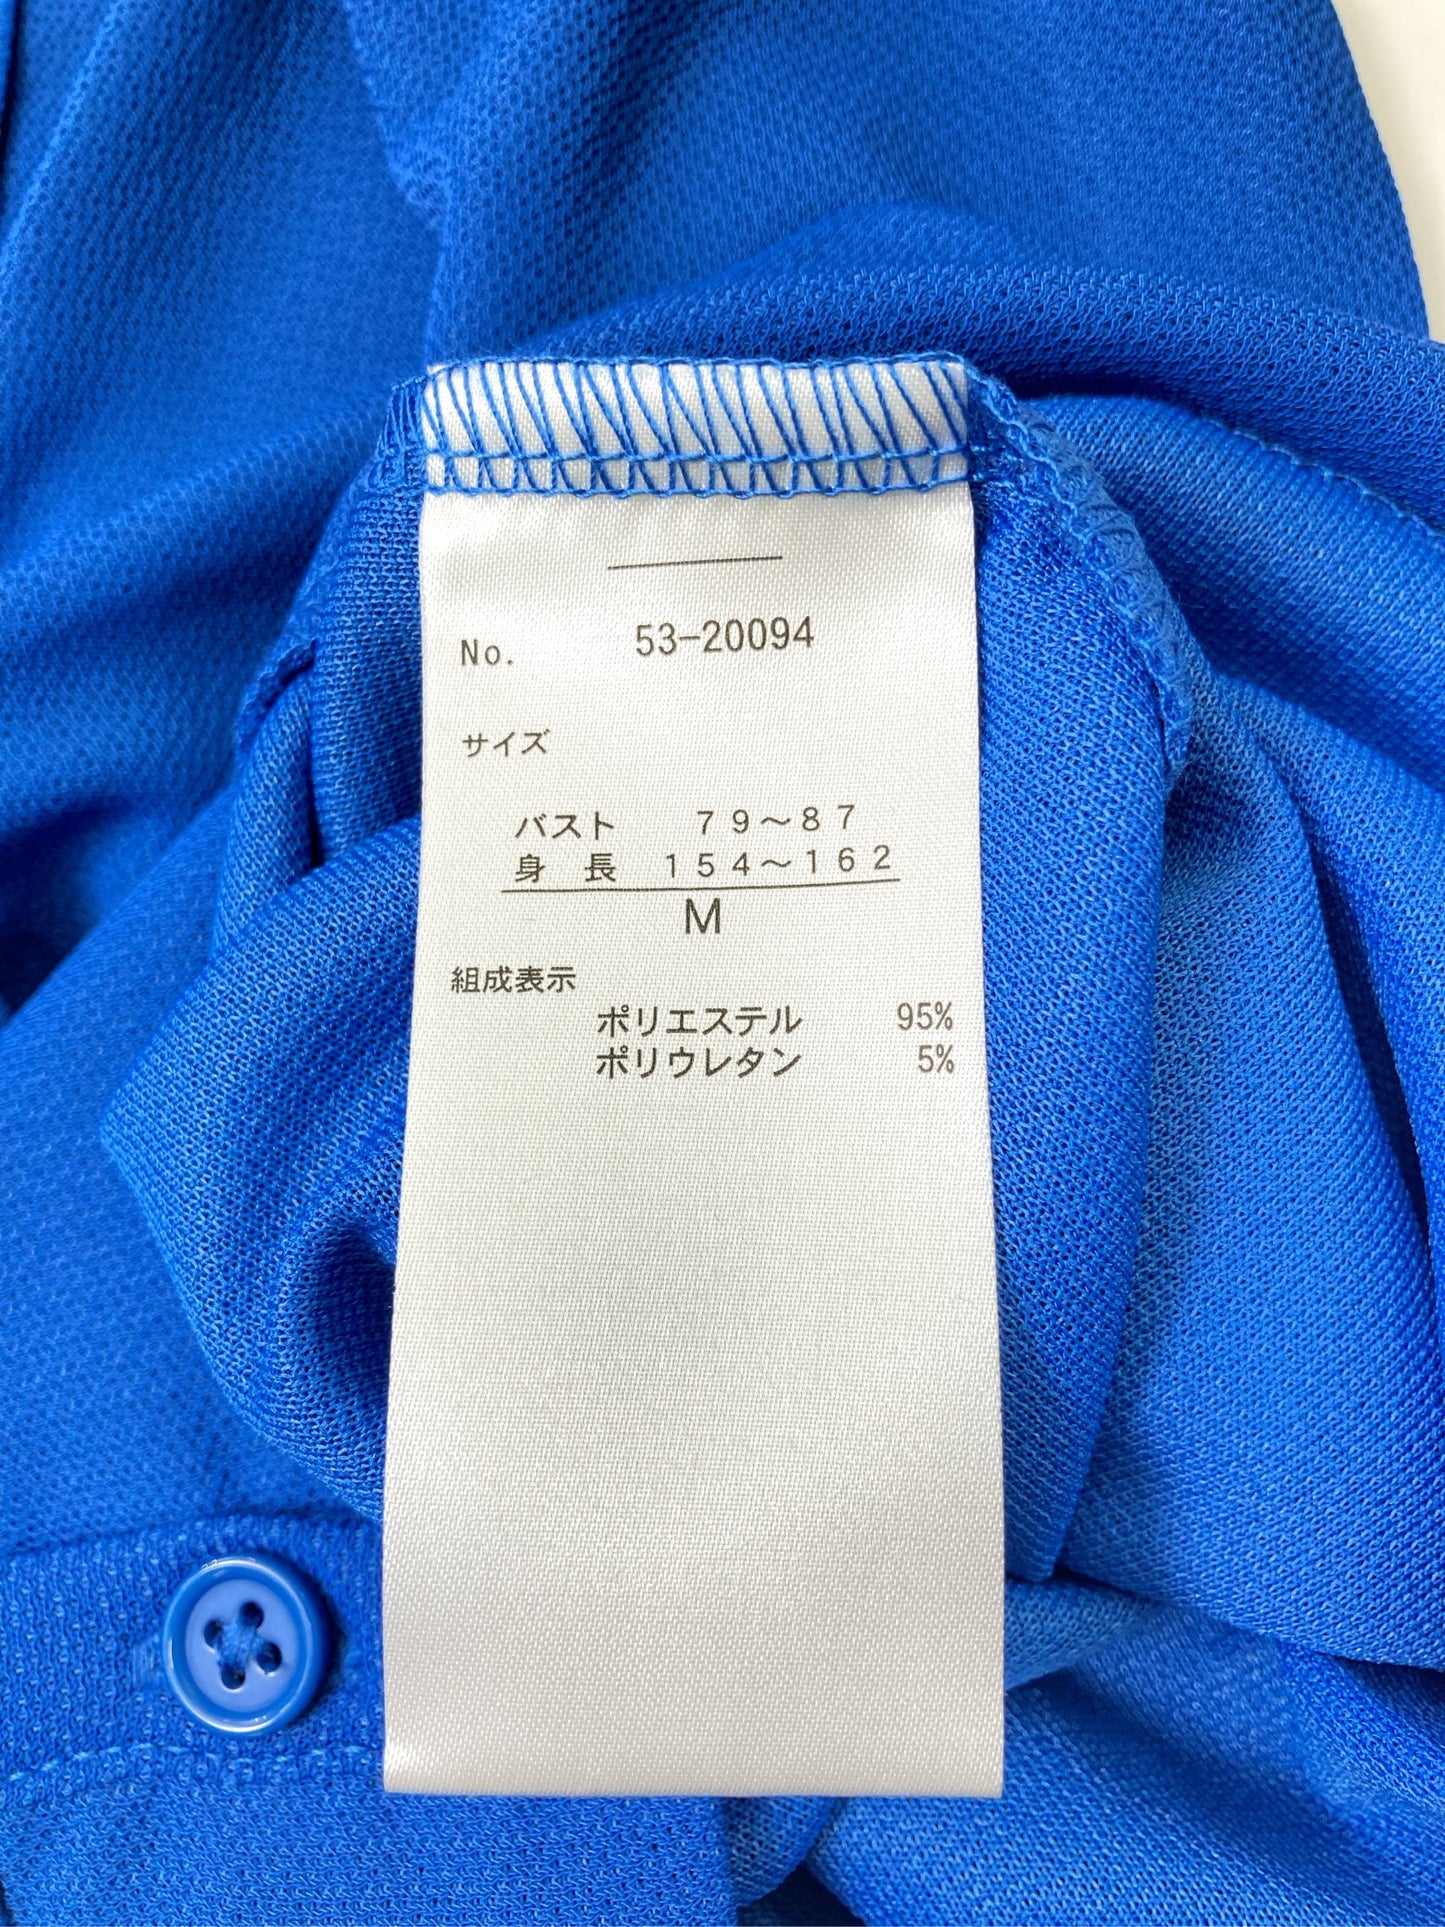 No. 53-20094
サイズ
バスト 79～87
身 長 154～162
M
組成表示
ポリエステル 95%
ポリウレタン 5%